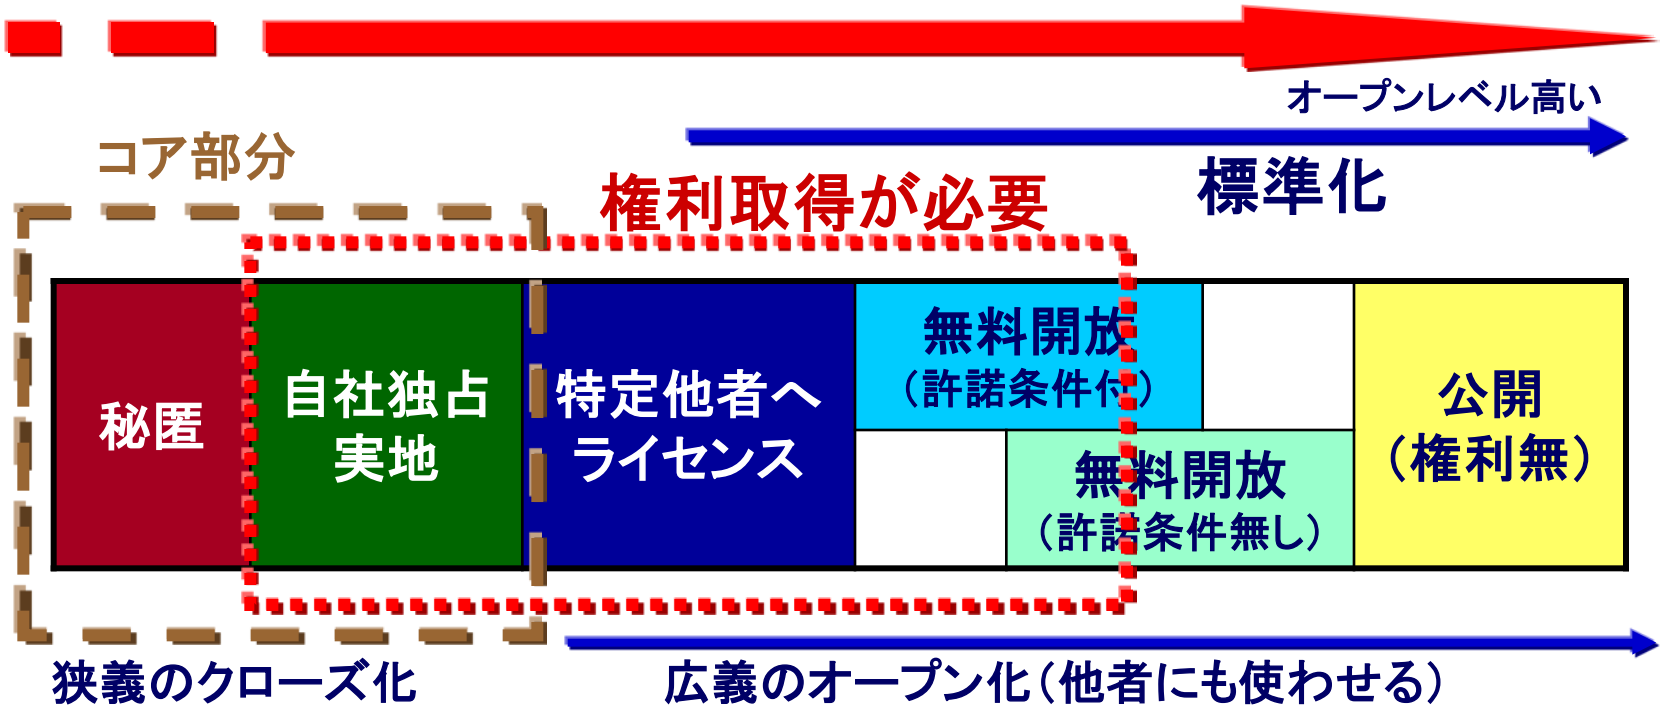 オープンレベル高い
コア部分
権利取得が必要
標準化
秘匿
自社独占
実地
特定他者へ
ライセンス
無料開放
（許諾条件付）
無料開放
（許諾条件無し）
公開
（権利無）
狭義のクローズ化
広義のオープン化（他者にも使わせる）